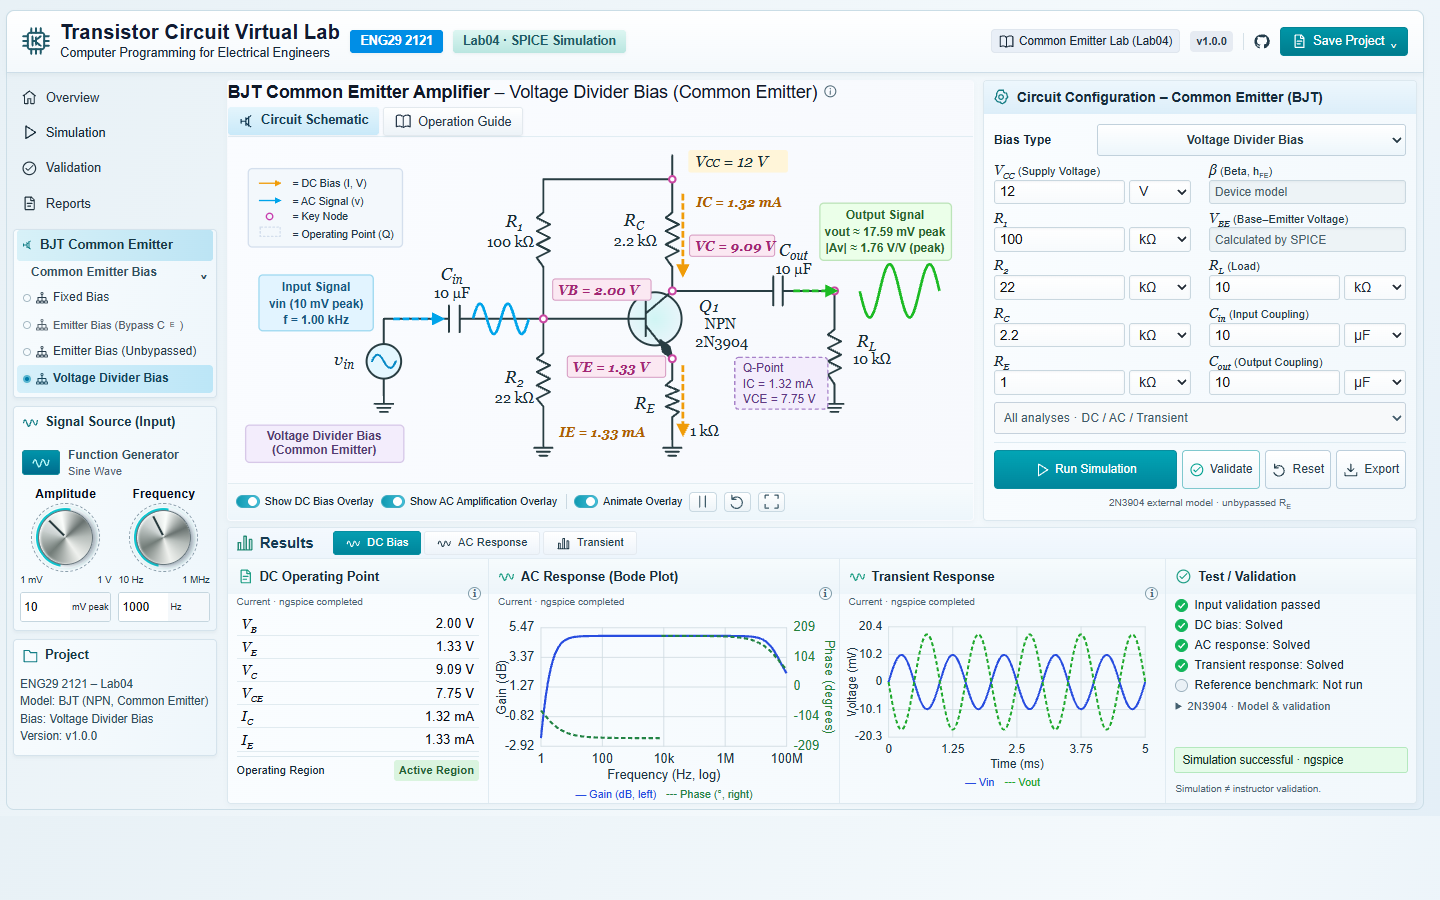 Transistor Circuit Virtual Lab
Computer Programming for Electrical Engineers
ENG29 2121
Lab04 · SPICE Simulation
Common Emitter Lab (Lab04)
v1.0.0
Save Project
Overview
Simulation
Validation
Reports
BJT Common Emitter
Common Emitter Bias
Fixed Bias
Emitter Bias (Bypass C E )
Emitter Bias (Unbypassed)
Voltage Divider Bias
Signal Source (Input)
Function Generator
Sine Wave
Amplitude
Frequency
1 mV 1 V
10 Hz 1 MHz
10 mV peak
1000 Hz
Project
ENG29 2121 – Lab04
Model: BJT (NPN, Common Emitter)
Bias: Voltage Divider Bias
Version: v1.0.0
BJT Common Emitter Amplifier – Voltage Divider Bias (Common Emitter)
Circuit Schematic
Operation Guide
= DC Bias (I, V)
= AC Signal (v)
= Key Node
= Operating Point (Q)
VCC = 12 V
IC = 1.32 mA
R1
100 kΩ
RC
2.2 kΩ
VC = 9.09 V
Cout
10 μF
Output Signal
vout ≈ 17.59 mV peak
|Av| ≈ 1.76 V/V (peak)
Input Signal
vin (10 mV peak)
f = 1.00 kHz
Cin
10 μF
VB = 2.00 V
Q1
NPN
2N3904
vin
VE = 1.33 V
RL
10 kΩ
R2
22 kΩ
Q-Point
IC = 1.32 mA
VCE = 7.75 V
RE
1 kΩ
IE = 1.33 mA
Voltage Divider Bias
(Common Emitter)
Show DC Bias Overlay
Show AC Amplification Overlay
Animate Overlay
Circuit Configuration – Common Emitter (BJT)
Bias Type
Voltage Divider Bias
VCC (Supply Voltage)
12 V
β (Beta, hFE)
Device model
R1
100 kΩ
VBE (Base–Emitter Voltage)
Calculated by SPICE
R2
22 kΩ
RL (Load)
10 kΩ
RC
2.2 kΩ
Cin (Input Coupling)
10 μF
RE
1 kΩ
Cout (Output Coupling)
10 μF
All analyses · DC / AC / Transient
Run Simulation
Validate
Reset
Export
2N3904 external model · unbypassed RE
Results
DC Bias
AC Response
Transient
DC Operating Point
Current · ngspice completed
VB 2.00 V
VE 1.33 V
VC 9.09 V
VCE 7.75 V
IC 1.32 mA
IE 1.33 mA
Operating Region Active Region
AC Response (Bode Plot)
Current · ngspice completed
Gain (dB)
5.47
3.37
1.27
-0.82
-2.92
209
104
0
-104
-209
Phase (degrees)
1 100 10k 1M 100M
Frequency (Hz, log)
— Gain (dB, left) --- Phase (°, right)
Transient Response
Current · ngspice completed
Voltage (mV)
20.4
10.2
0
-10.1
-20.3
0 1.25 2.5 3.75 5
Time (ms)
— Vin --- Vout
Test / Validation
Input validation passed
DC bias: Solved
AC response: Solved
Transient response: Solved
Reference benchmark: Not run
2N3904 · Model & validation
Simulation successful · ngspice
Simulation ≠ instructor validation.